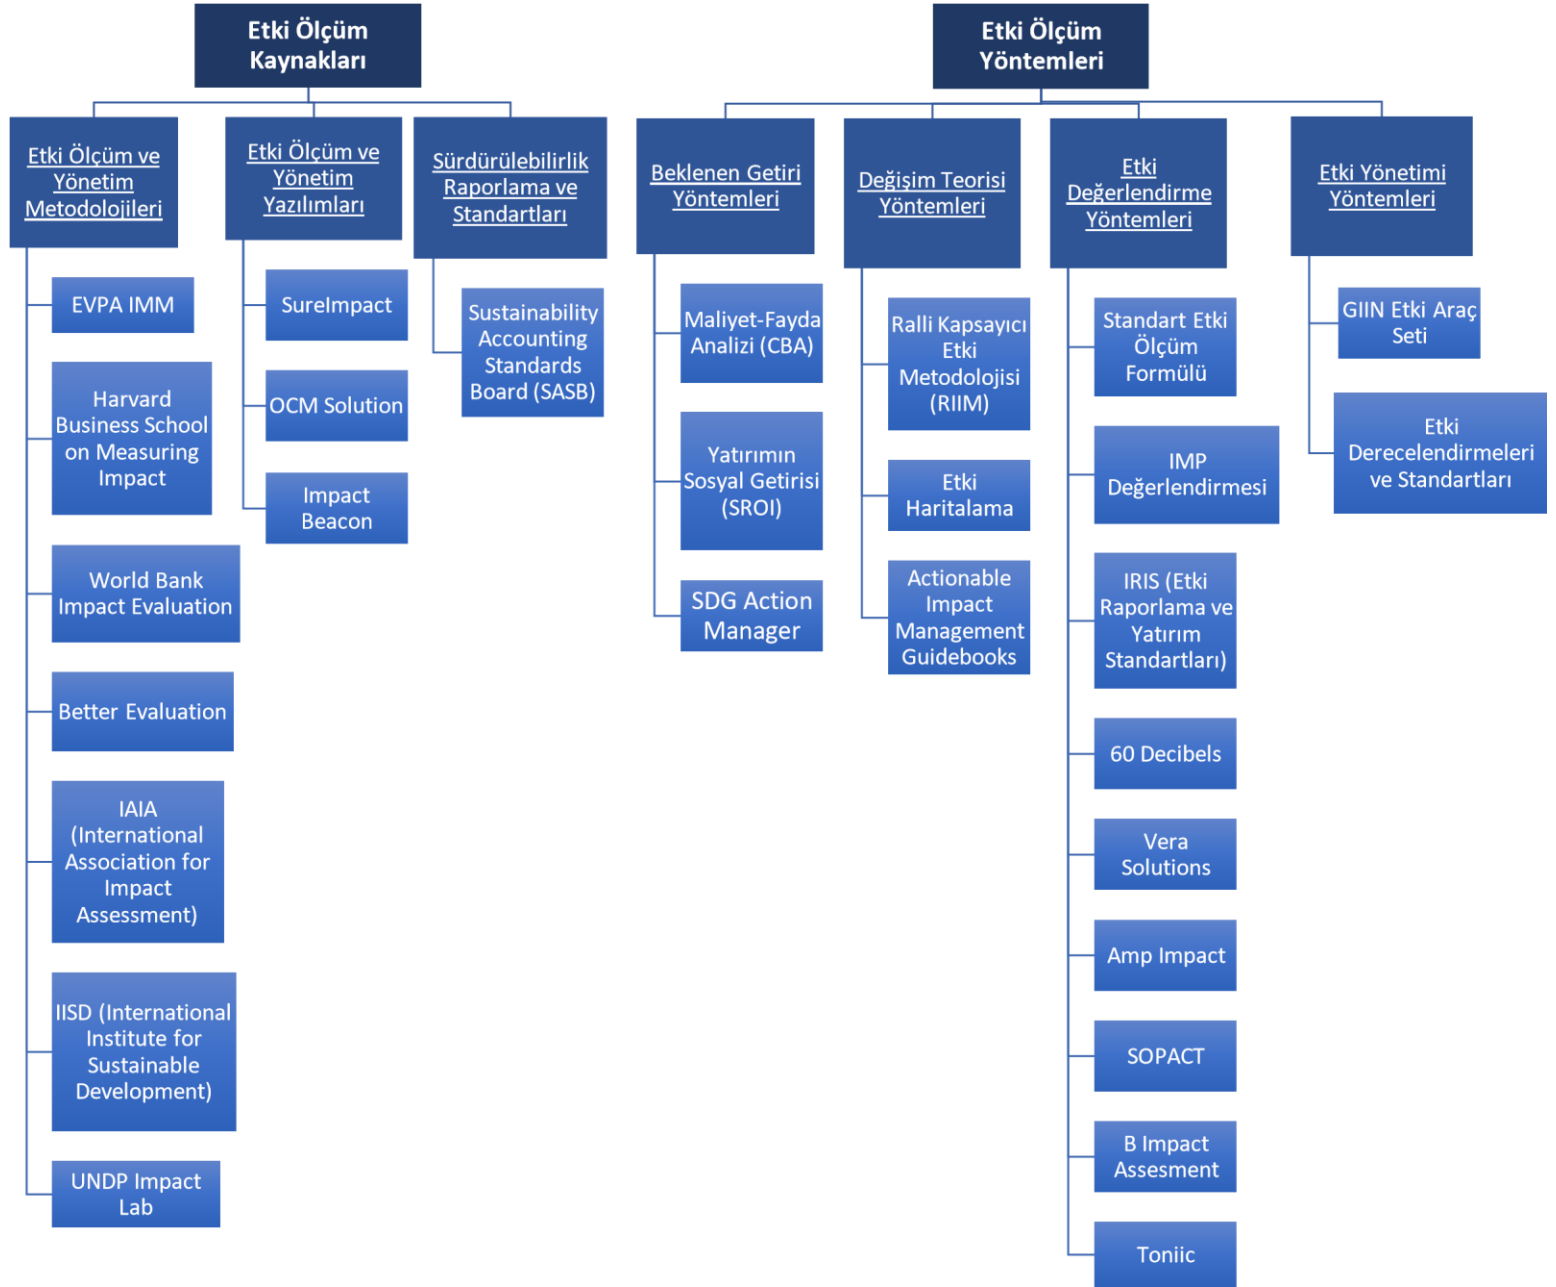 Etki Ölçüm
Kaynakları
Etki Ölçüm ve
Yönetim
Metodolojileri
EVPA IMM
Harvard
Business School
on Measuring
Impact
World Bank
Impact Evaluation
Better Evaluation
IAIA
(International
Association for
Impact
Assessment)
IISD (International
Institute for
Sustainable
Development)
UNDP Impact
Lab
Etki Ölçüm ve
Yönetim
Yazılımları
SureImpact
OCM Solution
Impact
Beacon
Sürdürülebilirlik
Raporlama ve
Standartları
Sustainability
Accounting
Standards
Board (SASB)
Etki Ölçüm
Yöntemleri
Beklenen Getiri
Yöntemleri
Maliyet-Fayda
Analizi (CBA)
Yatırımın
Sosyal Getirisi
(SROI)
SDG Action
Manager
Değişim Teorisi
Yöntemleri
Ralli Kapsayıcı
Etki
Metodolojisi
(RIIM)
Etki
Haritalama
Actionable
Impact
Management
Guidebooks
Etki
Değerlendirme
Yöntemleri
Standart Etki
Ölçüm
Formülü
IMP
Değerlendirmesi
IRIS (Etki
Raporlama ve
Yatırım
Standartları)
60 Decibels
Vera
Solutions
Amp Impact
SOPACT
B Impact
Assesment
Toniic
Etki Yönetimi
Yöntemleri
GIIN Etki Araç
Seti
Etki
Derecelendirmeleri
ve Standartları